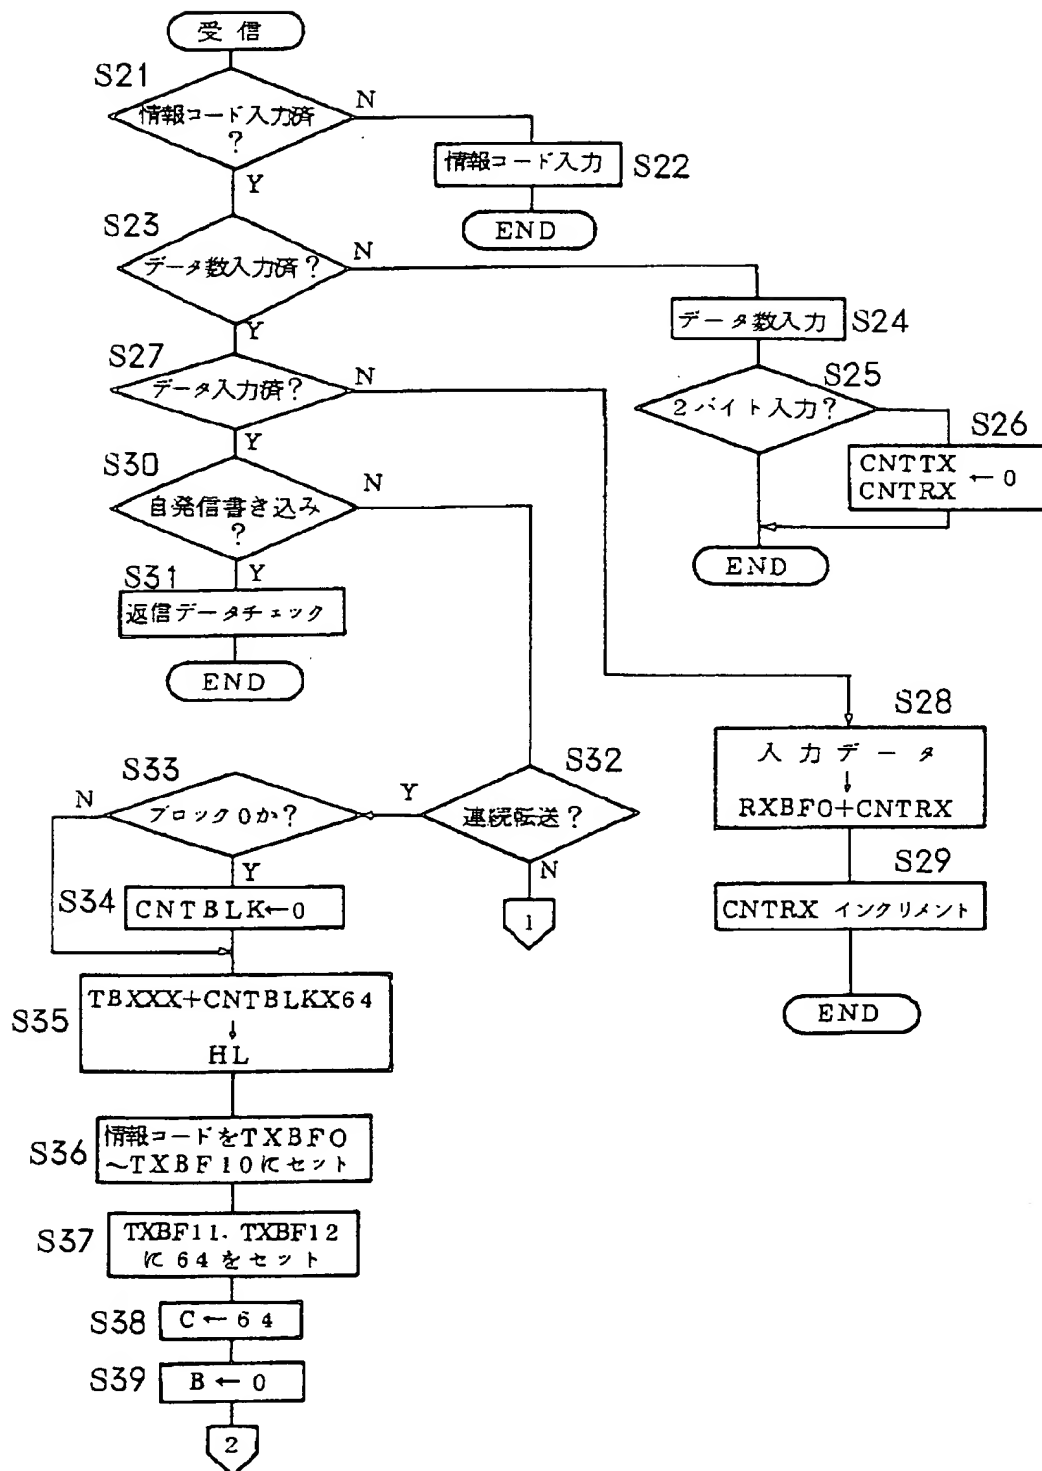 受信
S21
情報コード入力済
?
N
Y
情報コード入力
S22
END
S23
データ数入力済?
N
Y
データ数入力
S24
S25
2バイト入力?
S26
CNTTX
CNTRX
←0
END
S27
データ入力済?
N
Y
S30
自発信書き込み
?
N
Y
S31
返信データチェック
END
S28
入力データ
↓
RXBF0+CNTRX
S29
CNTRX インクリメント
END
S32
連続転送?
Y
N
1
S33
ブロック0か?
N
Y
S34
CNTBLK←0
S35
TBXXX+CNTBLKX64
↓
HL
S36
情報コードをTXBF0
~TXBF10にセット
S37
TXBF11. TXBF12
に64をセット
S38
C←64
S39
B←0
2